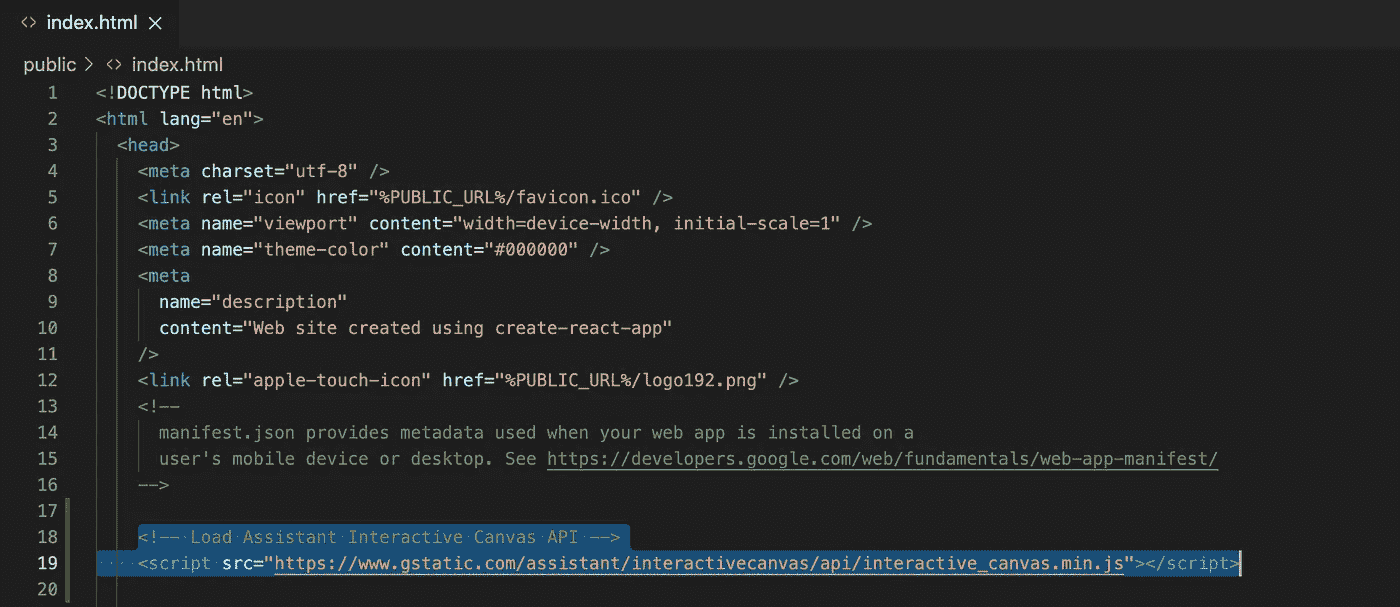 <> index.html ×
public > <> index.html
1 <!DOCTYPE html>
2 <html lang="en">
3 <head>
4 <meta charset="utf-8" />
5 <link rel="icon" href="%PUBLIC_URL%/favicon.ico" />
6 <meta name="viewport" content="width=device-width, initial-scale=1" />
7 <meta name="theme-color" content="#000000" />
8 <meta
9 name="description"
10 content="Web site created using create-react-app"
11 />
12 <link rel="apple-touch-icon" href="%PUBLIC_URL%/logo192.png" />
13 <!--
14 manifest.json provides metadata used when your web app is installed on a
15 user's mobile device or desktop. See https://developers.google.com/web/fundamentals/web-app-manifest/
16 -->
17
18 <!-- Load Assistant Interactive Canvas API -->
19 <script src="https://www.gstatic.com/assistant/interactivecanvas/api/interactive_canvas.min.js"></script>
20